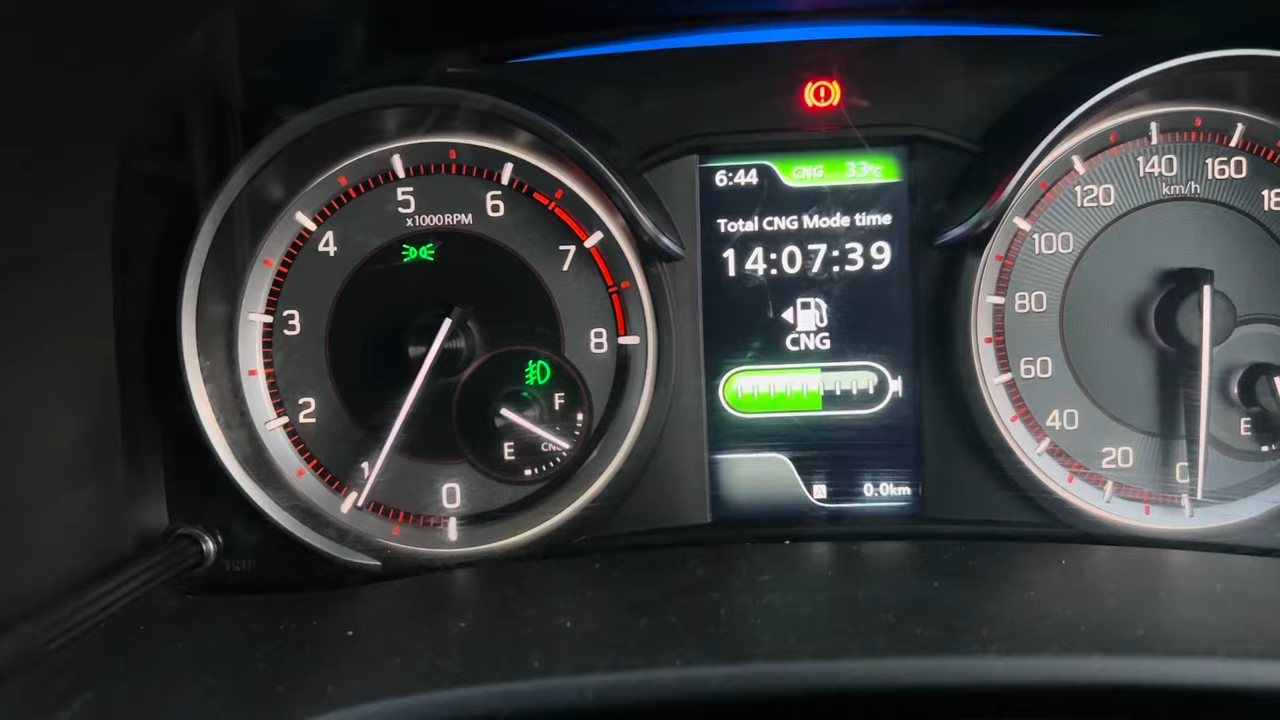 5
6
x1000RPM
4
7
3
8
2
F
CNG
E
1
0
6:44 CNG 33°C
Total CNG Mode time
14:07:39
CNG
A 0.0km
140
160
km/h
120
100
80
60
40
E
20
0